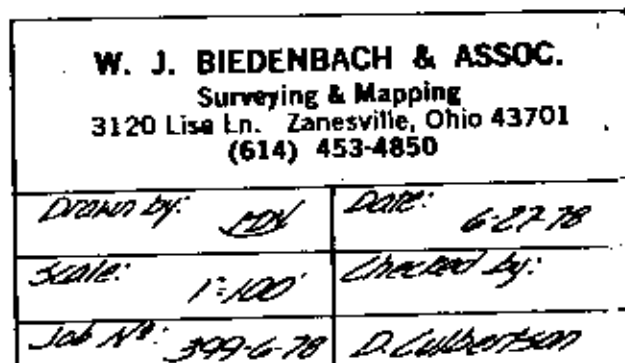 W. J. BIEDENBACH & ASSOC.
Surveying & Mapping
3120 Lisa Ln. Zanesville, Ohio 43701
(614) 453-4850
Drawn by: Date: 6-27-78
Scale: 1"=100' Checked by:
Job Nº: 399-6-78 D. Culbertson